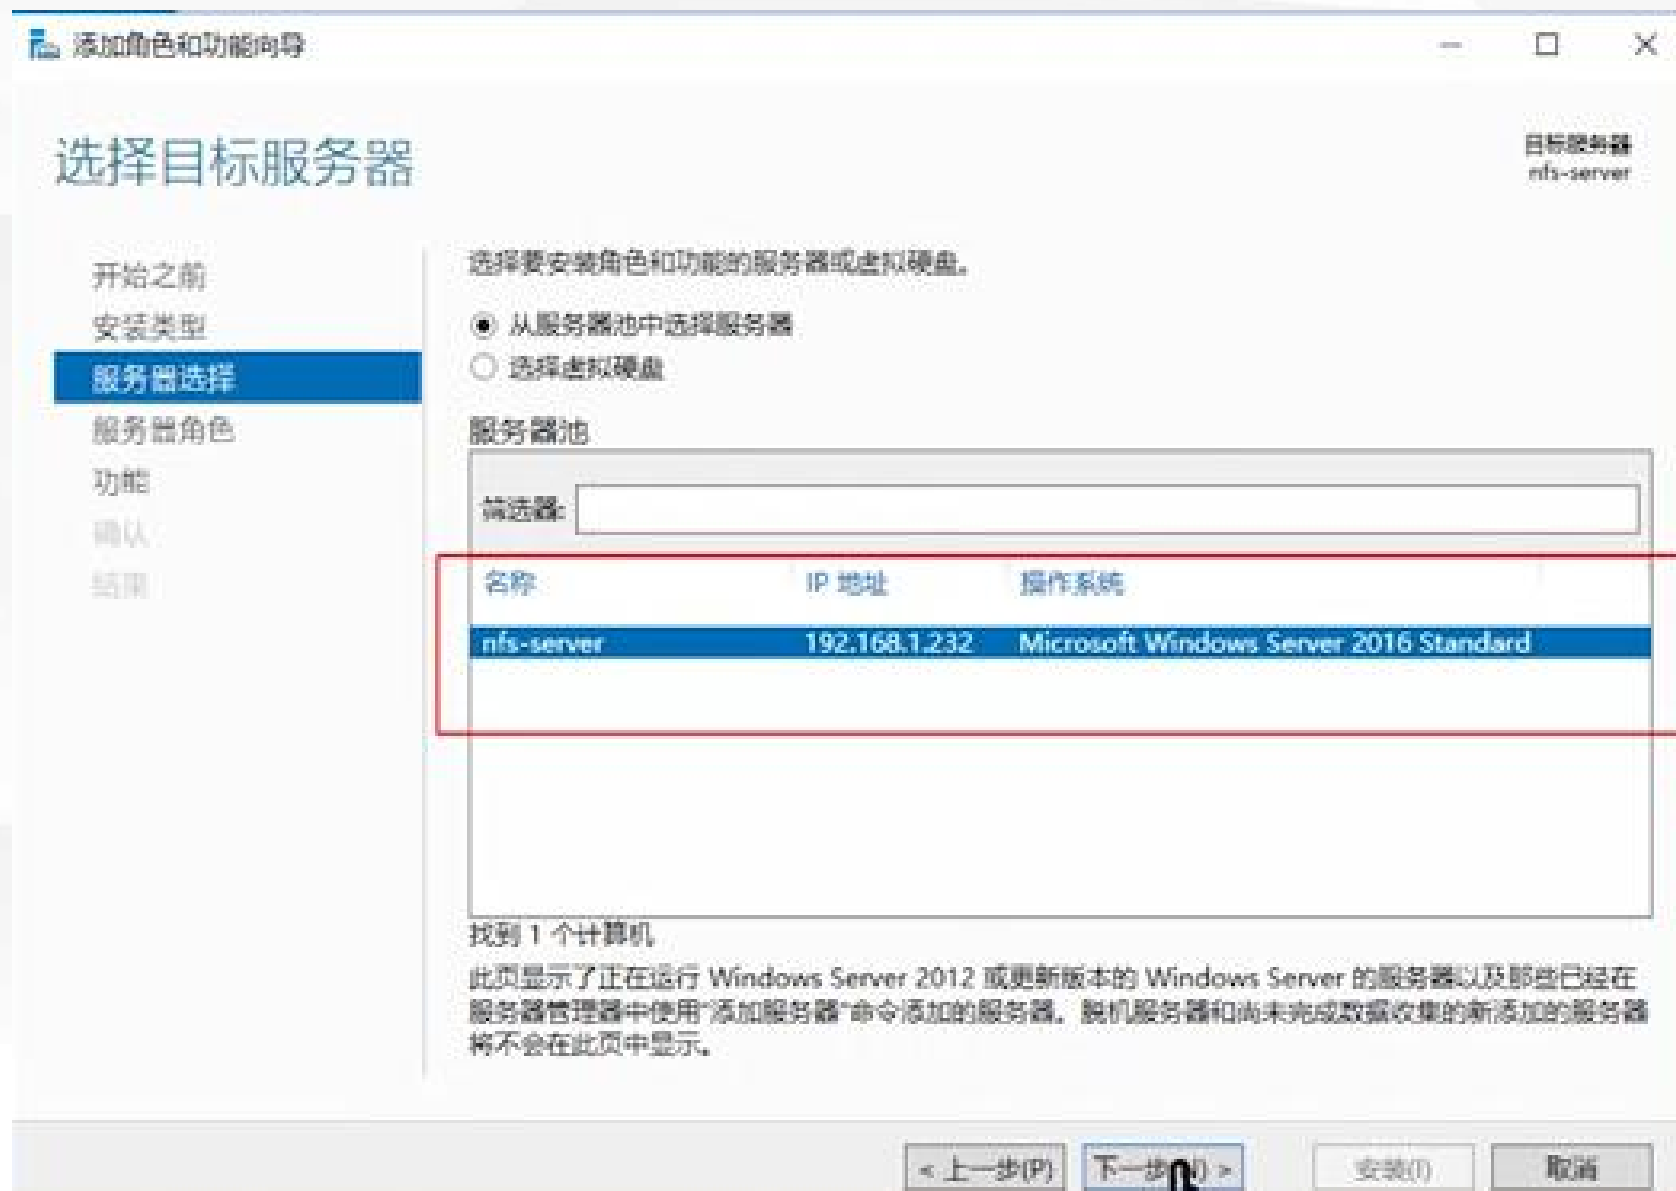 添加角色和功能向导
选择目标服务器
目标服务器
nfs-server
开始之前
安装类型
服务器选择
服务器角色
功能
确认
结果
选择要安装角色和功能的服务器或虚拟硬盘。
从服务器池中选择服务器
选择虚拟硬盘
服务器池
筛选器:
名称 IP 地址 操作系统
nfs-server 192.168.1.232 Microsoft Windows Server 2016 Standard
找到 1 个计算机
此页显示了正在运行 Windows Server 2012 或更新版本的 Windows Server 的服务器以及那些已经在
服务器管理器中使用"添加服务器"命令添加的服务器。脱机服务器和尚未完成数据收集的新添加的服务器
将不会在此页中显示。
< 上一步(P) 下一步(N) > 安装(I) 取消